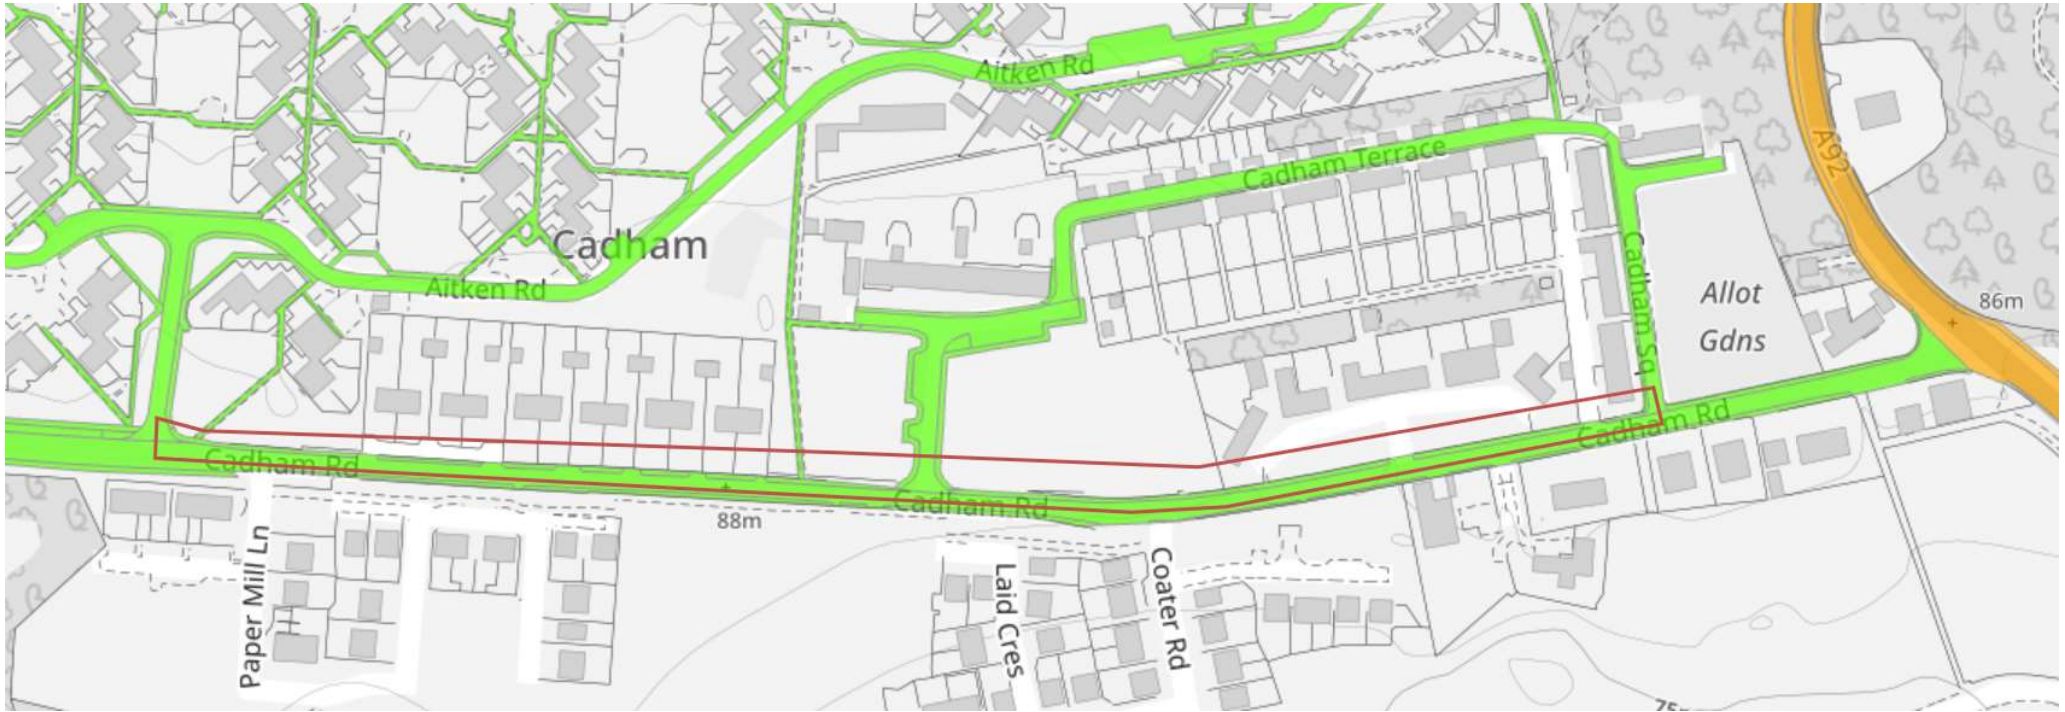 Aitken Rd
A92
Cadham Terrace
Cadham
Cadham Sq
Aitken Rd
Allot
Gdns
86m
Cadham Rd
Cadham Rd
Cadham Rd
88m
Paper Mill Ln
Laid Cres
Coater Rd